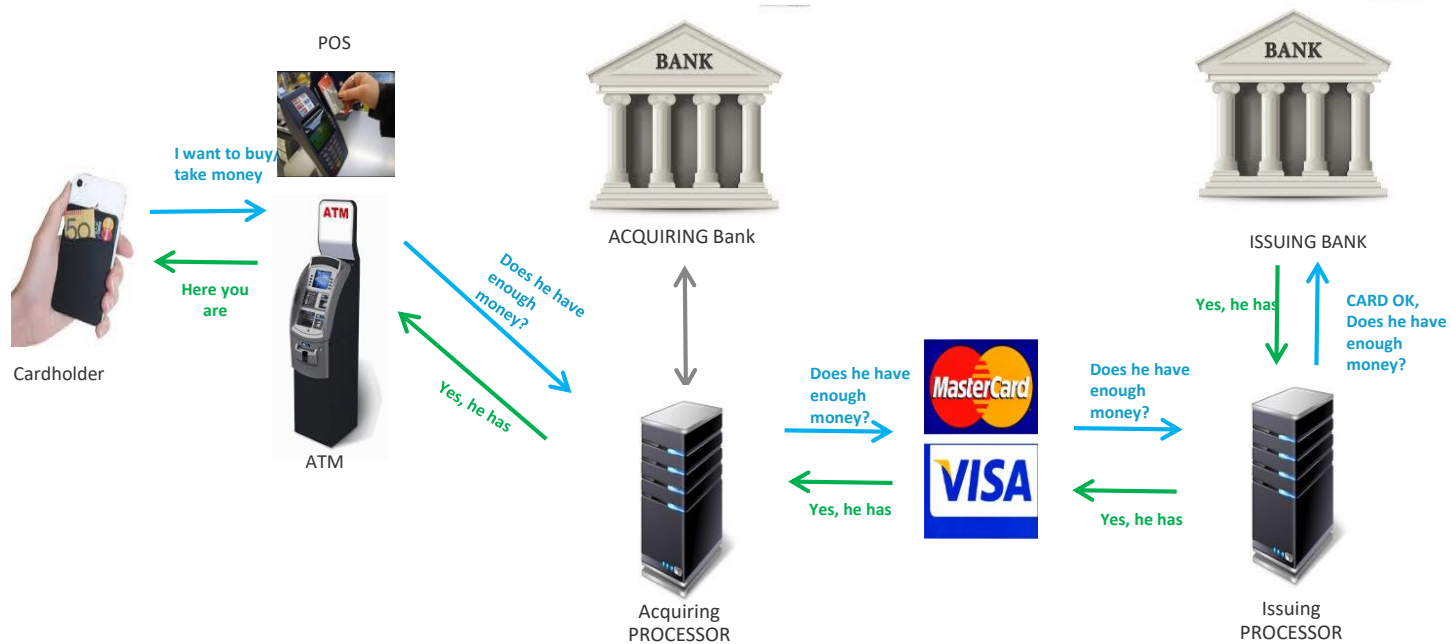 POS
BANK
BANK
I want to buy/
take money
ATM
50
ACQUIRING Bank
ISSUING BANK
Does he have
enough
money?
Here you
are
Yes, he has
CARD OK,
Does he have
enough
money?
Cardholder
Yes, he has
Does he have
enough
money?
MasterCard
Does he have
enough
money?
ATM
VISA
Yes, he has
Yes, he has
Acquiring
PROCESSOR
Issuing
PROCESSOR